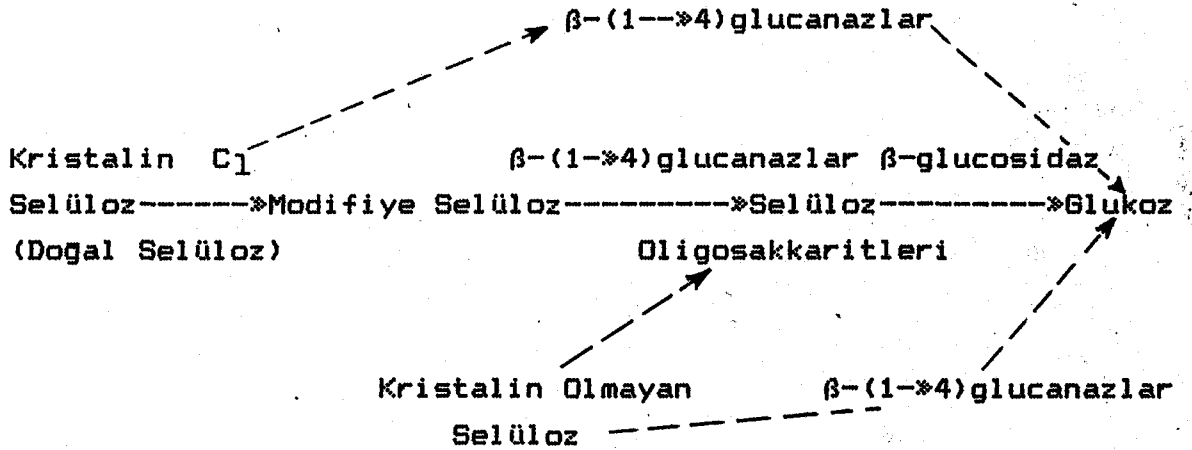 β-(1-->4)glucanazlar
Kristalin C1 β-(1->4)glucanazlar β-glucosidaz
Selüloz------>Modifiye Selüloz--------->Selüloz--------->Glukoz
(Doğal Selüloz) Oligosakkaritleri
Kristalin Olmayan β-(1->4)glucanazlar
Selüloz